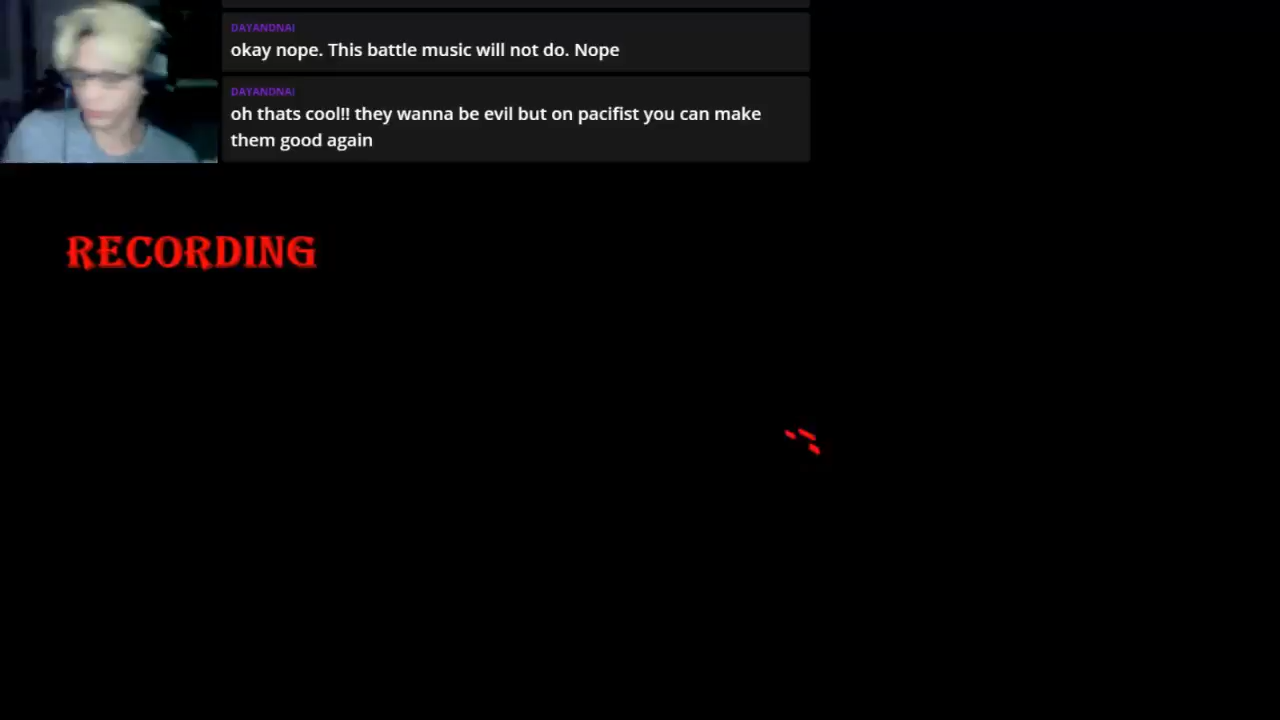 DAYANDNAI
okay nope. This battle music will not do. Nope
DAYANDNAI
oh thats cool!! they wanna be evil but on pacifist you can make
them good again
RECORDING